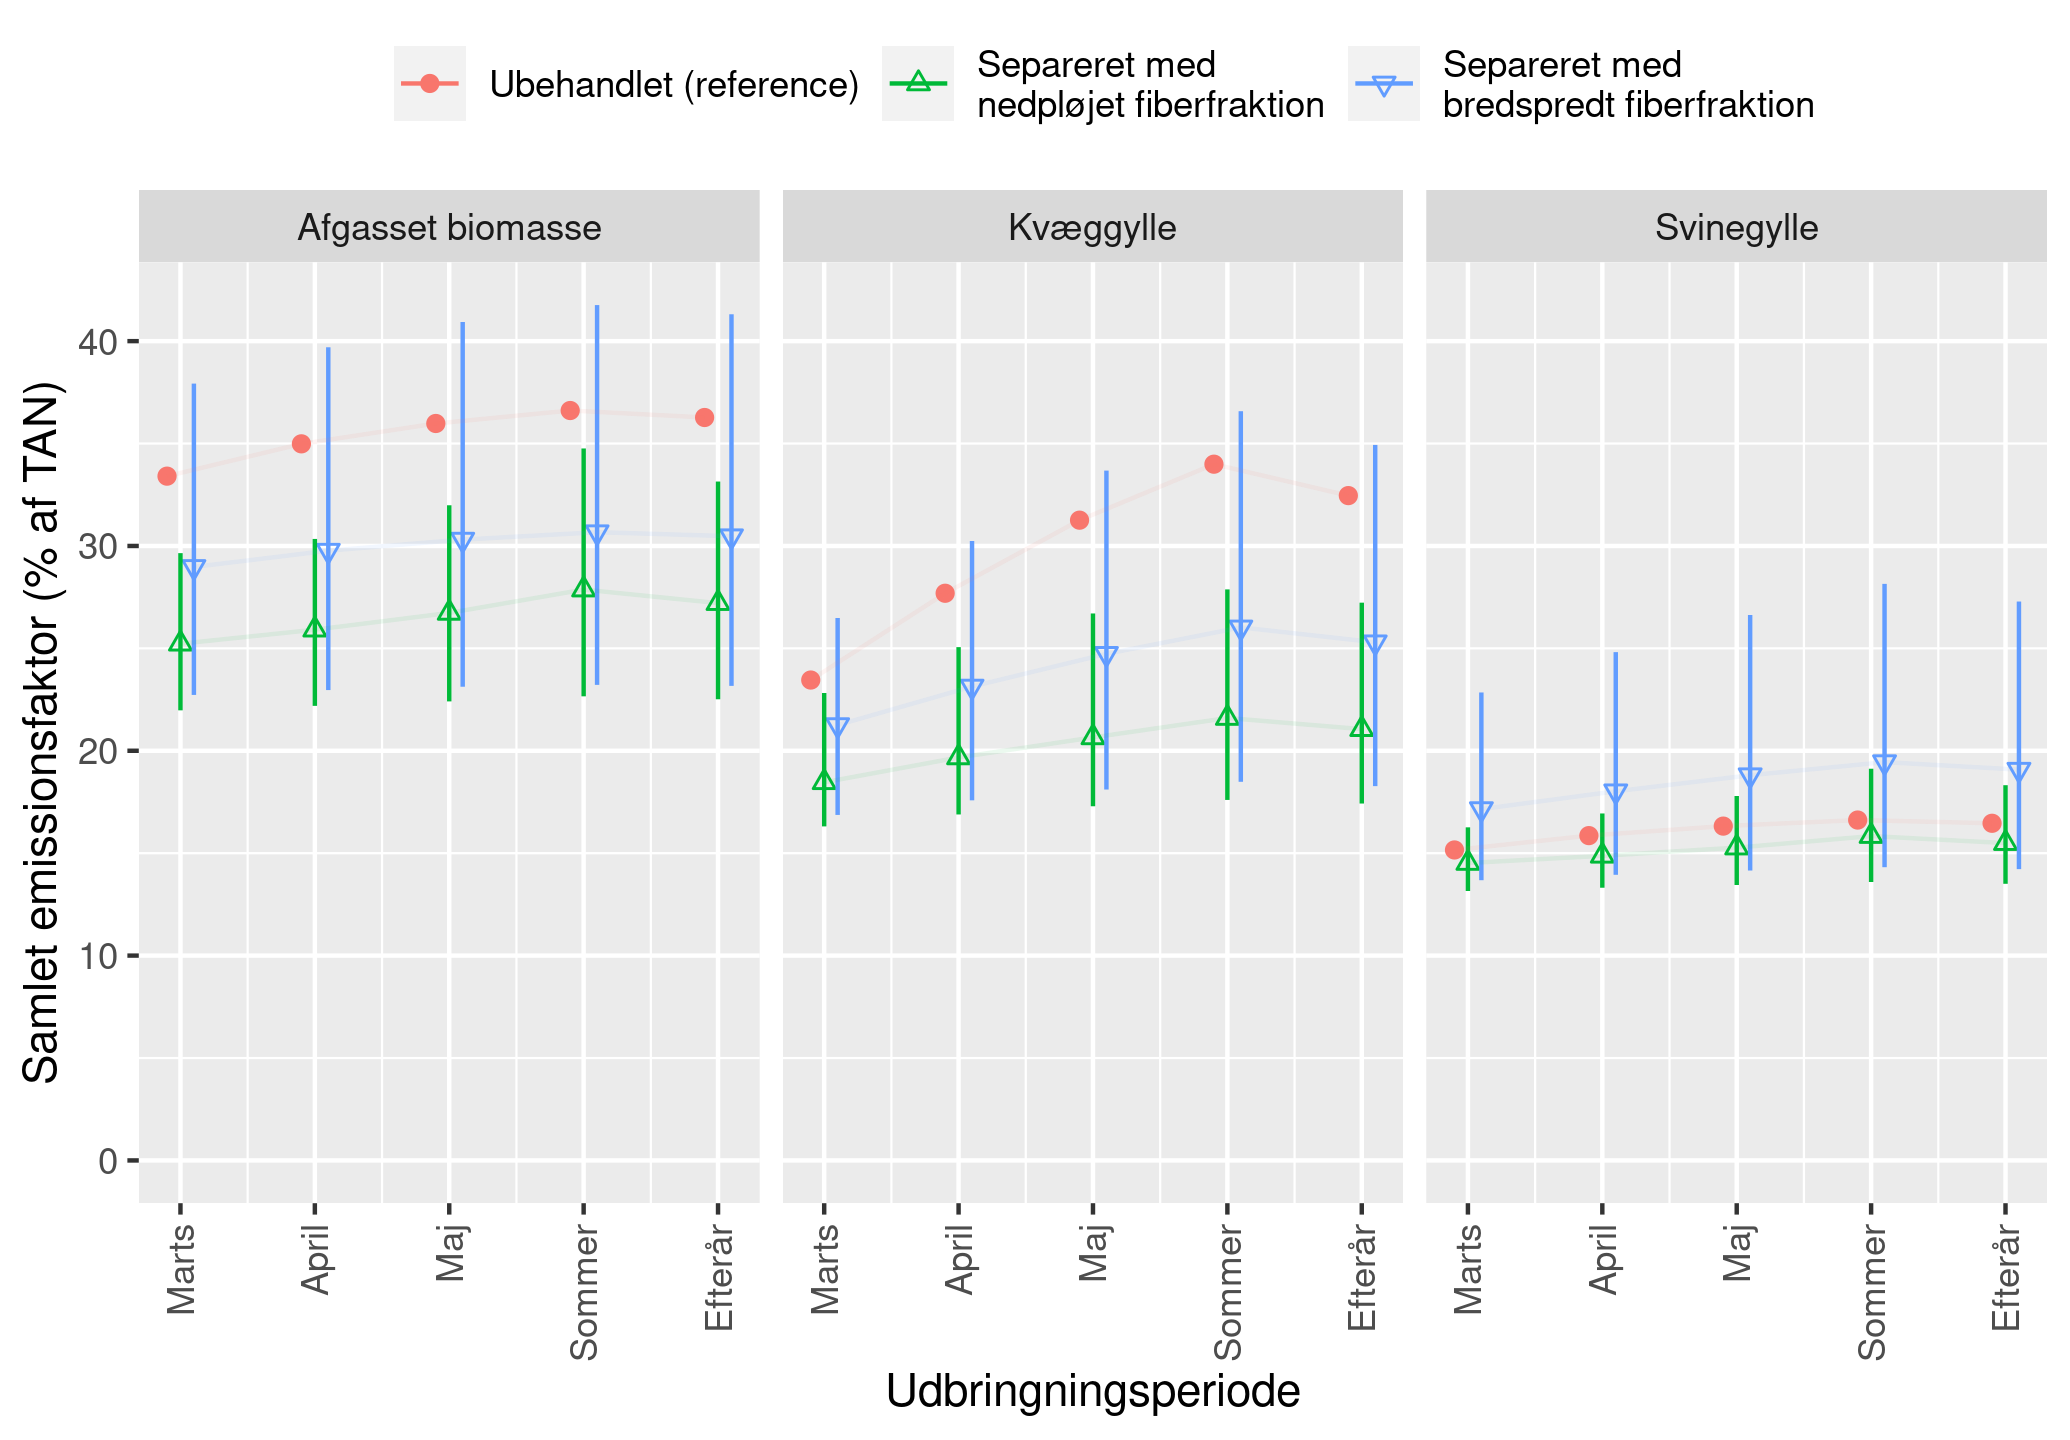 Ubehandlet (reference)
Separeret med
nedpløjet fiberfraktion
Separeret med
bredspredt fiberfraktion
Afgasset biomasse
Kvæggylle
Svinegylle
Samlet emissionsfaktor (% af TAN)
40
30
20
10
0
Marts
April
Maj
Sommer
Efterår
Marts
April
Maj
Sommer
Efterår
Marts
April
Maj
Sommer
Efterår
Udbringningsperiode